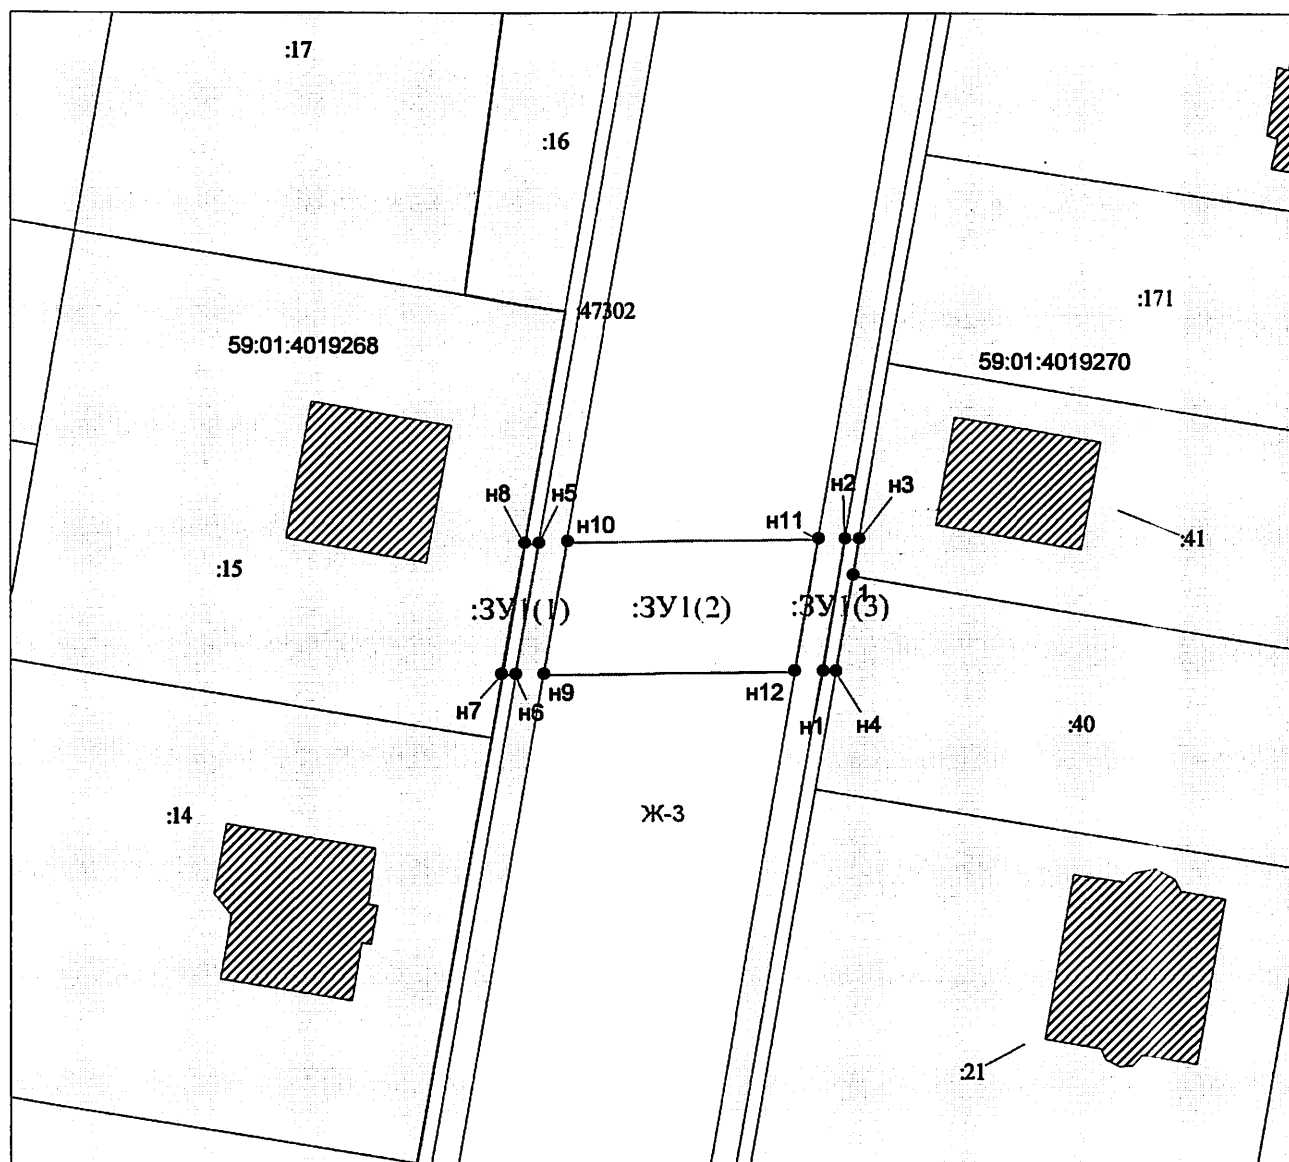 :17
:16
:47302
:171
59:01:4019268
59:01:4019270
н8
н5
н10
н11
н2
н3
:41
:15
1
:ЗУ1(1)
:ЗУ1(2)
:ЗУ1(3)
н7
н6
н9
н12
н1
н4
:40
:14
Ж-3
:21